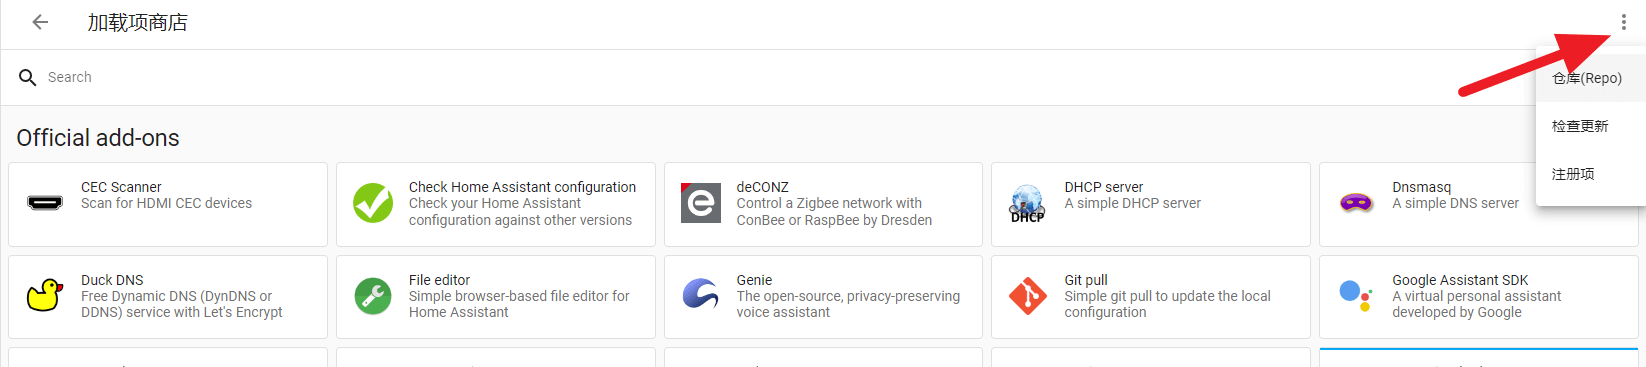 加载项商店
Search
仓库(Repo)
检查更新
注册项
Official add-ons
CEC Scanner
Scan for HDMI CEC devices
Check Home Assistant configuration
Check your Home Assistant
configuration against other versions
deCONZ
Control a Zigbee network with
ConBee or RaspBee by Dresden
DHCP
DHCP server
A simple DHCP server
Dnsmasq
A simple DNS server
Duck DNS
Free Dynamic DNS (DynDNS or
DDNS) service with Let's Encrypt
File editor
Simple browser-based file editor for
Home Assistant
Genie
The open-source, privacy-preserving
voice assistant
Git pull
Simple git pull to update the local
configuration
Google Assistant SDK
A virtual personal assistant
developed by Google